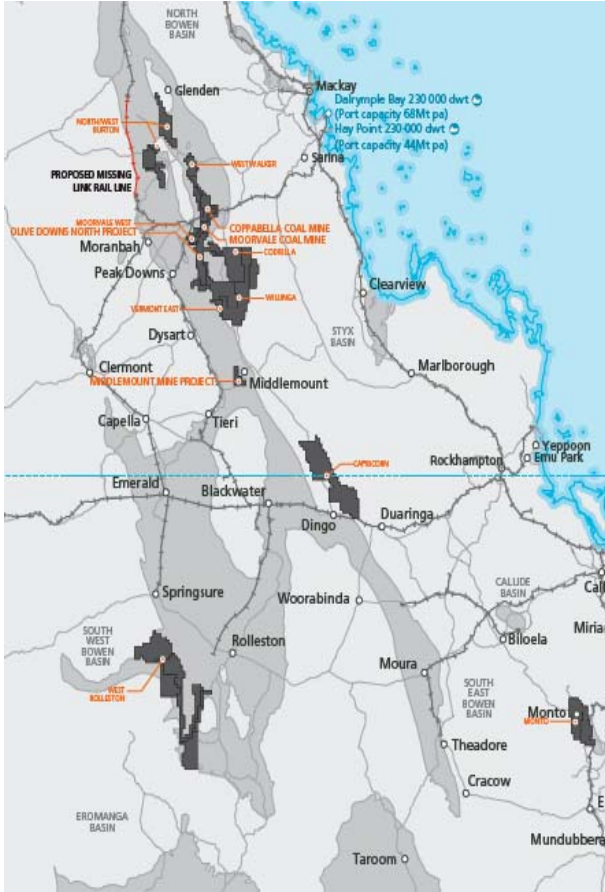 NORTH
BOWEN
BASIN
Glenden
Mackay
Dalrymple Bay 230 000 dwt
(Port capacity 68Mt pa)
Hay Point 230 000 dwt
(Port capacity 44Mt pa)
NORTH/WEST
BURTON
Sarina
WEST WALKER
PROPOSED MISSING
LINK RAIL LINE
MOORVALE WEST
OLIVE DOWNS NORTH PROJECT
COPPABELLA COAL MINE
MOORVALE COAL MINE
Moranbah
CODRILLA
Peak Downs
WILLUNGA
Clearview
VERMONT EAST
Dysart
STYX
BASIN
Clermont
Marlborough
MIDDLEMOUNT MINE PROJECT
Middlemount
Capella
Tieri
Yeppoon
Emu Park
CAPRICORN
Rockhampton
Emerald
Blackwater
Dingo
Duaringa
CALLIDE
BASIN
Cal
Springsure
Woorabinda
Miria
SOUTH
WEST
BOWEN
BASIN
Rolleston
Biloela
Moura
WEST
ROLLESTON
SOUTH
EAST
BOWEN
BASIN
Monto
MONTO
Theadore
Cracow
E
EROMANGA
BASIN
Mundubbera
Taroom